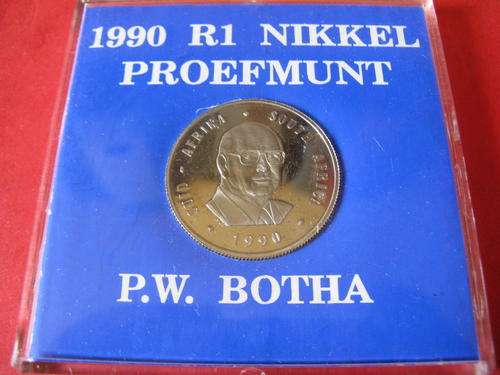 1990 R1 NIKKEL
PROEFMUNT
SUID - AFRIKA · SOUTH AFRICA
· 1990 ·
P.W. BOTHA